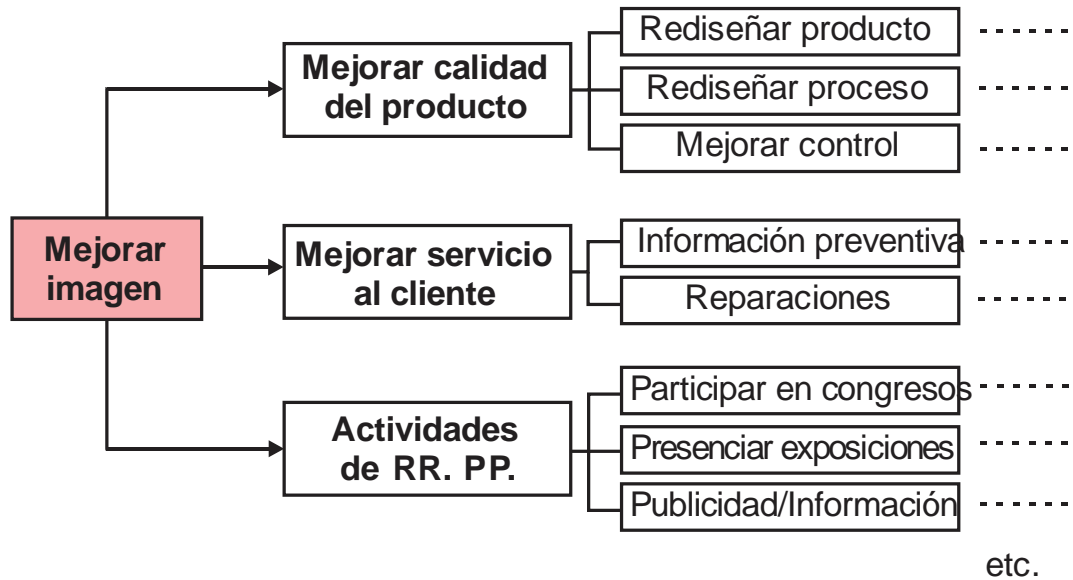 Mejorar
imagen
Mejorar calidad
del producto
Rediseñar producto
Rediseñar proceso
Mejorar control
Mejorar servicio
al cliente
Información preventiva
Reparaciones
Actividades
de RR. PP.
Participar en congresos
Presenciar exposiciones
Publicidad/Información
etc.